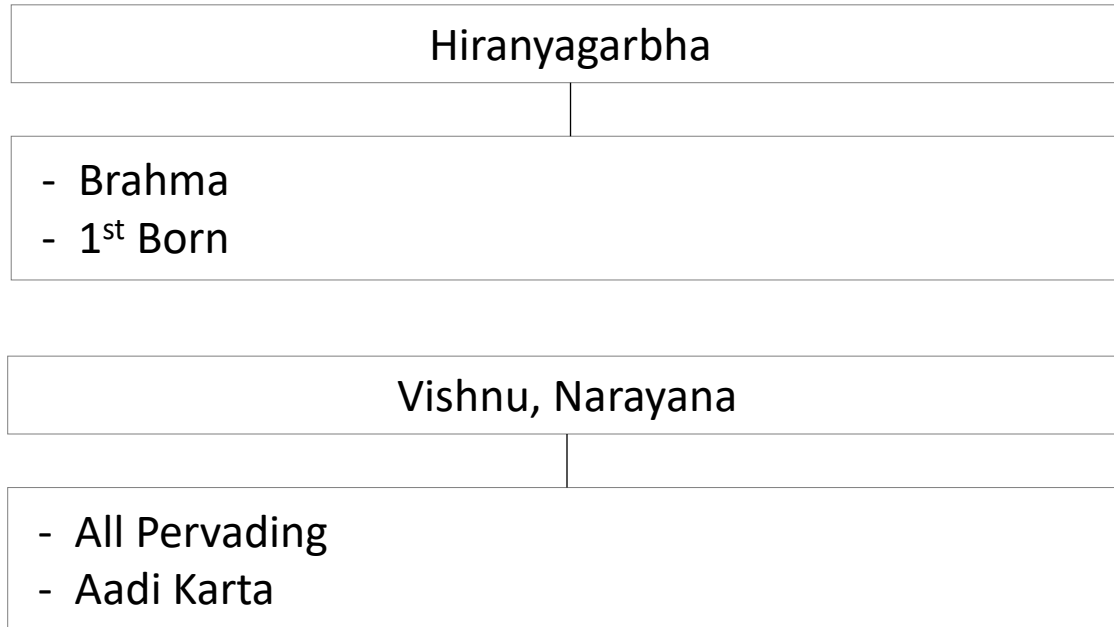 Hiranyagarbha
- Brahma
- 1st Born
Vishnu, Narayana
- All Pervading
- Aadi Karta